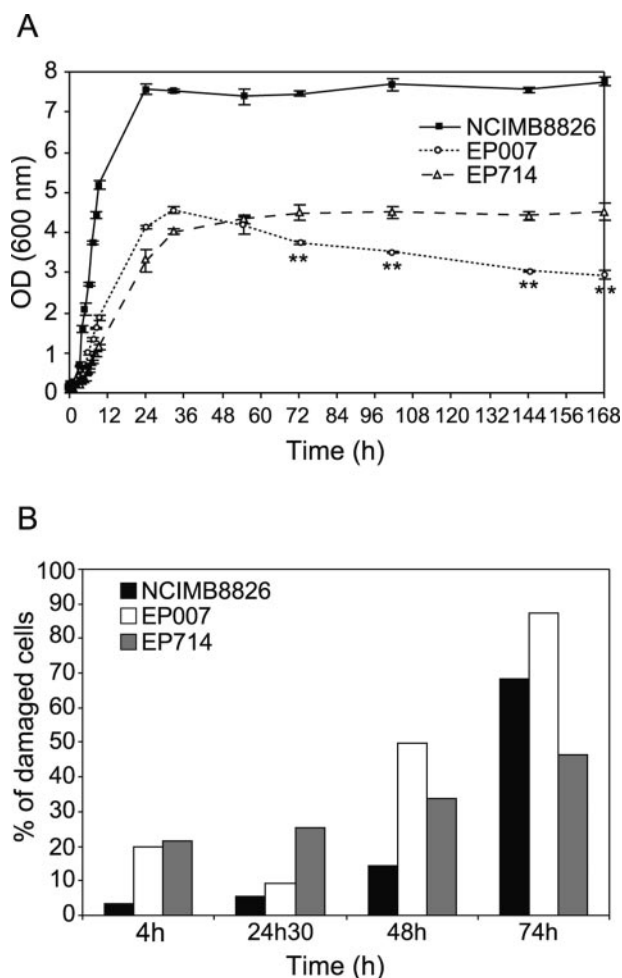 A
8
7
6
5
4
3
2
1
0
OD (600 nm)
NCIMB8826
EP007
EP714
**
**
**
**
0 12 24 36 48 60 72 84 96 108 120 132 144 156 168
Time (h)
B
100
90
80
70
60
50
40
30
20
10
0
% of damaged cells
NCIMB8826
EP007
EP714
4h 24h30 48h 74h
Time (h)